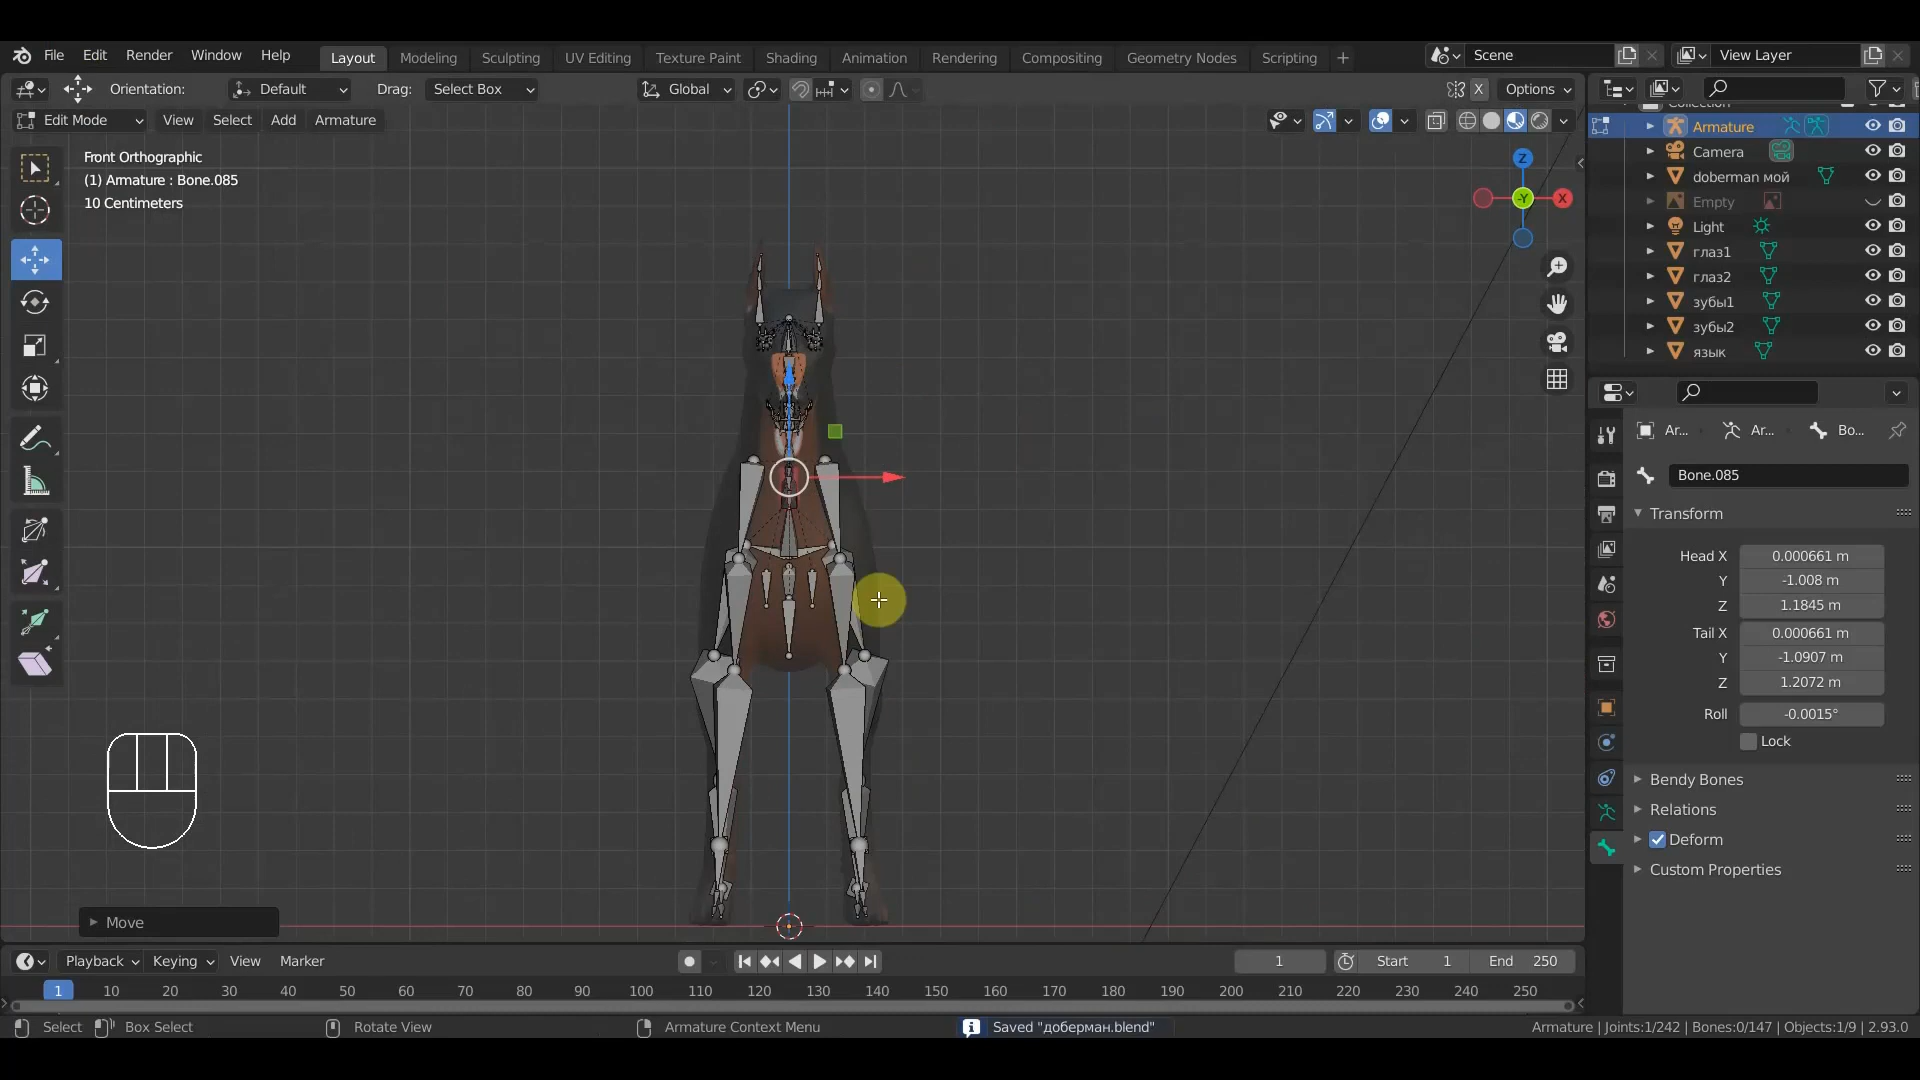 File Edit Render Window Help Layout Modeling Sculpting UV Editing Texture Paint Shading Animation Rendering Compositing Geometry Nodes Scripting + Scene View Layer
Orientation: Default Drag: Select Box Global X Options
Edit Mode View Select Add Armature
Front Orthographic
(1) Armature : Bone.085
10 Centimeters
Z
-Y
X
Collection
Armature
Camera
doberman мой
Empty
Light
глаз1
глаз2
зубы1
зубы2
язык
Ar... Ar... Bo...
Bone.085
Transform
Head X 0.000661 m
Y -1.008 m
Z 1.1845 m
Tail X 0.000661 m
Y -1.0907 m
Z 1.2072 m
Roll -0.0015°
Lock
Bendy Bones
Relations
Deform
Custom Properties
Move
Playback Keying View Marker 1 Start 1 End 250
1 10 20 30 40 50 60 70 80 90 100 110 120 130 140 150 160 170 180 190 200 210 220 230 240 250
Select Box Select Rotate View Armature Context Menu Saved "доберман.blend" Armature | Joints:1/242 | Bones:0/147 | Objects:1/9 | 2.93.0